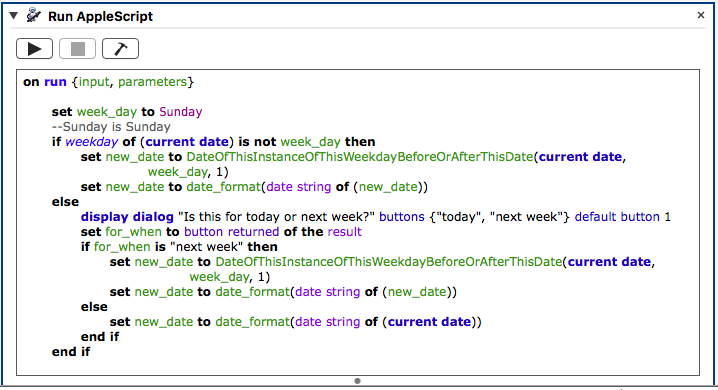 Run AppleScript
on run {input, parameters}
set week_day to Sunday
--Sunday is Sunday
if weekday of (current date) is not week_day then
set new_date to DateOfThisInstanceOfThisWeekdayBeforeOrAfterThisDate(current date,
week_day, 1)
set new_date to date_format(date string of (new_date))
else
display dialog "Is this for today or next week?" buttons {"today", "next week"} default button 1
set for_when to button returned of the result
if for_when is "next week" then
set new_date to DateOfThisInstanceOfThisWeekdayBeforeOrAfterThisDate(current date,
week_day, 1)
set new_date to date_format(date string of (new_date))
else
set new_date to date_format(date string of (current date))
end if
end if